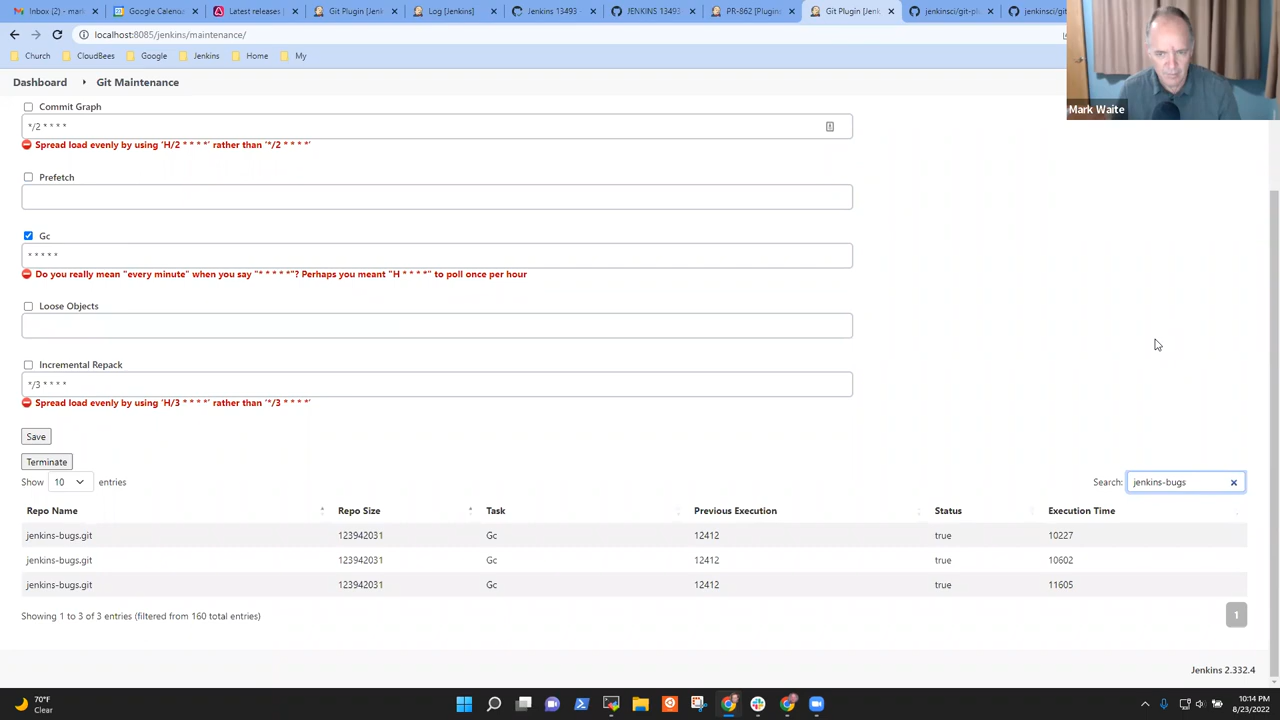 Inbox (2) - mark
Google Calenda
Latest releases
Git Plugin [Jenk
Log [Jenkins]
Jenkins 13493
JENKINS 13493
PR-862 [Plugins
Git Plugin [Jenk
jenkinsci/git-pl
jenkinsci/git
localhost:8085/jenkins/maintenance/
Church
CloudBees
Google
Jenkins
Home
My
Mark Waite
Dashboard
Git Maintenance
Commit Graph
*/2 * * * *
Spread load evenly by using ‘H/2 * * * *’ rather than ‘*/2 * * * *’
Prefetch
Gc
* * * * *
Do you really mean "every minute" when you say "* * * * *"? Perhaps you meant "H * * * *" to poll once per hour
Loose Objects
Incremental Repack
*/3 * * * *
Spread load evenly by using ‘H/3 * * * *’ rather than ‘*/3 * * * *’
Save
Terminate
Show 10 entries
Search: jenkins-bugs
Repo Name Repo Size Task Previous Execution Status Execution Time
jenkins-bugs.git 123942031 Gc 12412 true 10227
jenkins-bugs.git 123942031 Gc 12412 true 10602
jenkins-bugs.git 123942031 Gc 12412 true 11605
Showing 1 to 3 of 3 entries (filtered from 160 total entries)
1
Jenkins 2.332.4
70°F
Clear
10:14 PM
8/23/2022